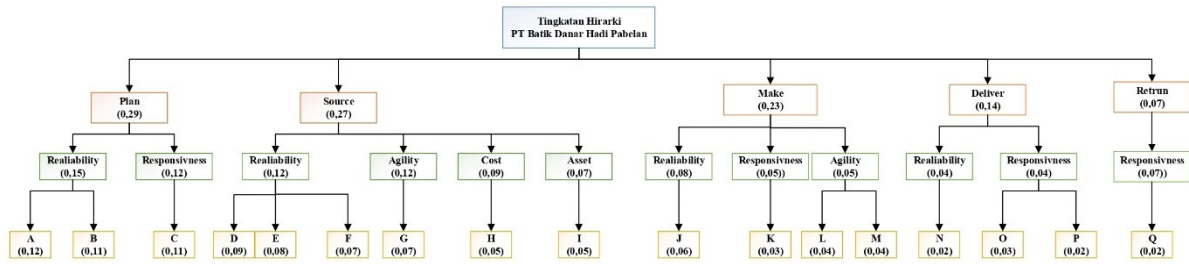 Tingkatan Hirarki
PT Batik Danar Hadi Pabelan
Plan
(0,29)
Source
(0,27)
Make
(0,23)
Deliver
(0,14)
Retrun
(0,07)
Realiability
(0,15)
Responsivness
(0,12)
Realiability
(0,12)
Agility
(0,12)
Cost
(0,09)
Asset
(0,07)
Realiability
(0,08)
Responsivness
(0,05))
Agility
(0,05)
Realiability
(0,04)
Responsivness
(0,04)
Responsivness
(0,07))
A
(0,12)
B
(0,11)
C
(0,11)
D
(0,09)
E
(0,08)
F
(0,07)
G
(0,07)
H
(0,05)
I
(0,05)
J
(0,06)
K
(0,03)
L
(0,04)
M
(0,04)
N
(0,02)
O
(0,03)
P
(0,02)
Q
(0,02)